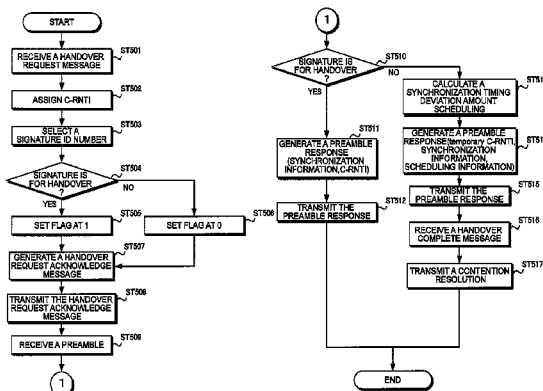 START
ST501
RECEIVE A HANDOVER
REQUEST MESSAGE
ST502
ASSIGN C-RNTI
ST503
SELECT A
SIGNATURE ID NUMBER
ST504
SIGNATURE IS
FOR HANDOVER
?
NO
YES
ST505
SET FLAG AT 1
ST506
SET FLAG AT 0
ST507
GENERATE A HANDOVER
REQUEST ACKNOWLEDGE
MESSAGE
ST508
TRANSMIT THE HANDOVER
REQUEST ACKNOWLEDGE
MESSAGE
ST509
RECEIVE A PREAMBLE
1
1
ST510
SIGNATURE IS
FOR HANDOVER
?
NO
YES
ST511
GENERATE A PREAMBLE
RESPONSE
(SYNCHRONIZATION
INFORMATION,C-RNTI)
ST512
TRANSMIT THE
PREAMBLE RESPONSE
ST51
CALCULATE A
SYNCHRONIZATION TIMING
DEVIATION AMOUNT
SCHEDULING
ST51
GENERATE A PREAMBLE
RESPONSE(temporary C-RNTI,
SYNCHRONIZATION
INFORMATION,
SCHEDULING INFORMATION)
ST515
TRANSMIT THE
PREAMBLE RESPONSE
ST516
RECEIVE A HANDOVER
COMPLETE MESSAGE
ST517
TRANSMIT A CONTENTION
RESOLUTION
END